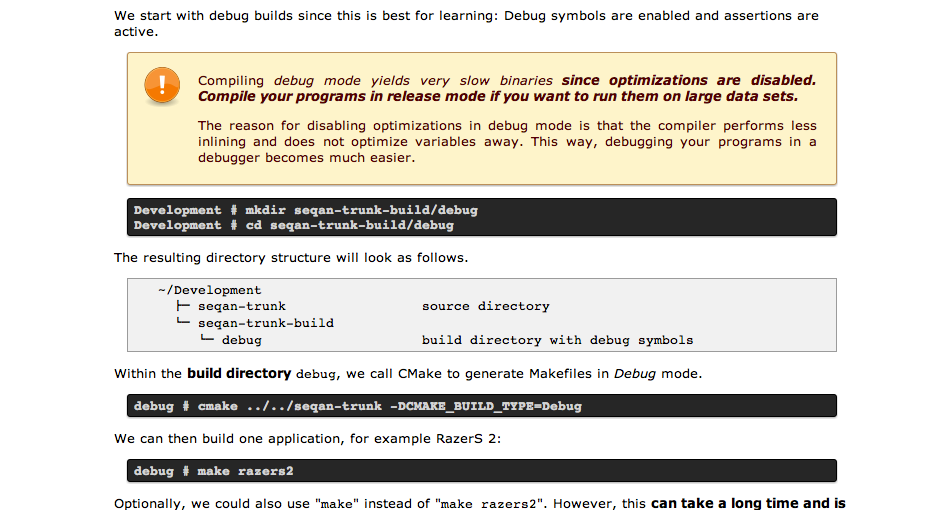 We start with debug builds since this is best for learning: Debug symbols are enabled and assertions are
active.
Compiling debug mode yields very slow binaries since optimizations are disabled.
Compile your programs in release mode if you want to run them on large data sets.
The reason for disabling optimizations in debug mode is that the compiler performs less
inlining and does not optimize variables away. This way, debugging your programs in a
debugger becomes much easier.
Development # mkdir seqan-trunk-build/debug
Development # cd seqan-trunk-build/debug
The resulting directory structure will look as follows.
~/Development
├─ seqan-trunk source directory
└─ seqan-trunk-build
└─ debug build directory with debug symbols
Within the build directory debug, we call CMake to generate Makefiles in Debug mode.
debug # cmake ../../seqan-trunk -DCMAKE_BUILD_TYPE=Debug
We can then build one application, for example RazerS 2:
debug # make razers2
Optionally, we could also use "make" instead of "make razers2". However, this can take a long time and is